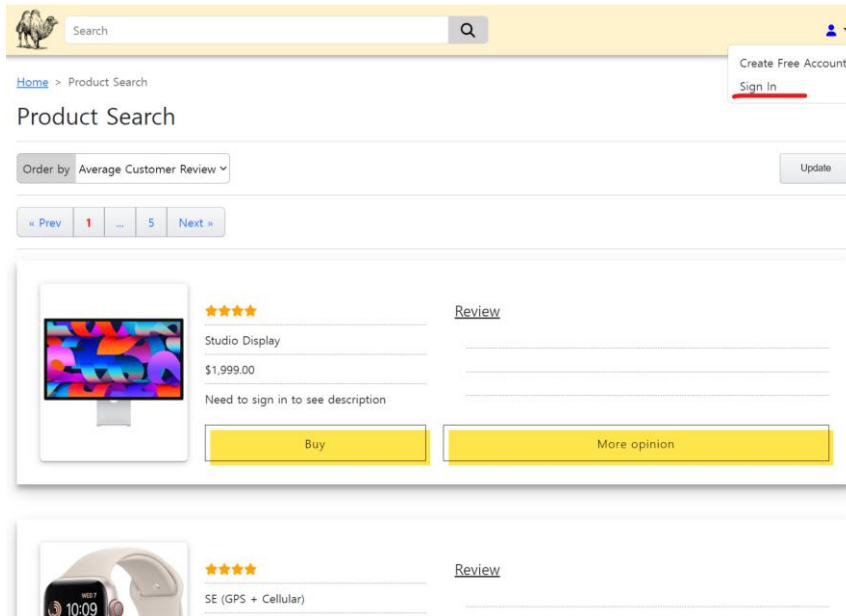 Search
Create Free Account
Sign In
Home > Product Search
Product Search
Order by Average Customer Review
Update
« Prev 1 ... 5 Next »
Review
Studio Display
$1,999.00
Need to sign in to see description
Buy
More opinion
WED 7
10:09
Review
SE (GPS + Cellular)